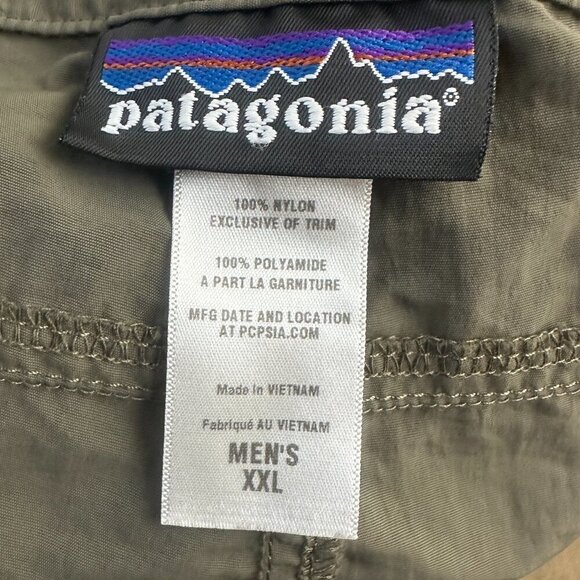 patagonia®
100% NYLON
EXCLUSIVE OF TRIM
100% POLYAMIDE
A PART LA GARNITURE
MFG DATE AND LOCATION
AT PCPSIA.COM
Made in VIETNAM
Fabriqué AU VIETNAM
MEN'S
XXL